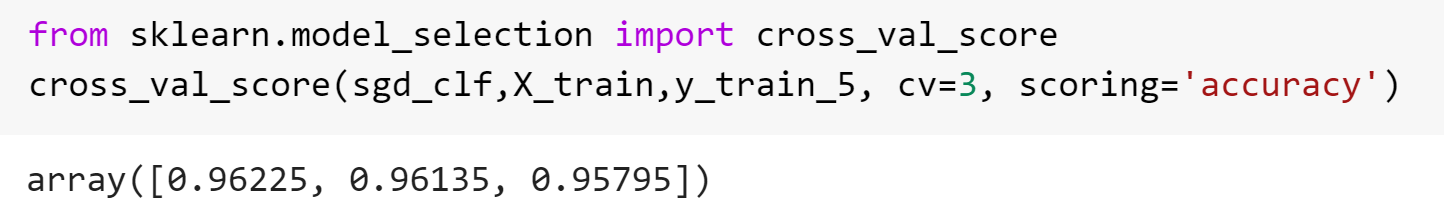 from sklearn.model_selection import cross_val_score
cross_val_score(sgd_clf,X_train,y_train_5, cv=3, scoring='accuracy')
array([0.96225, 0.96135, 0.95795])